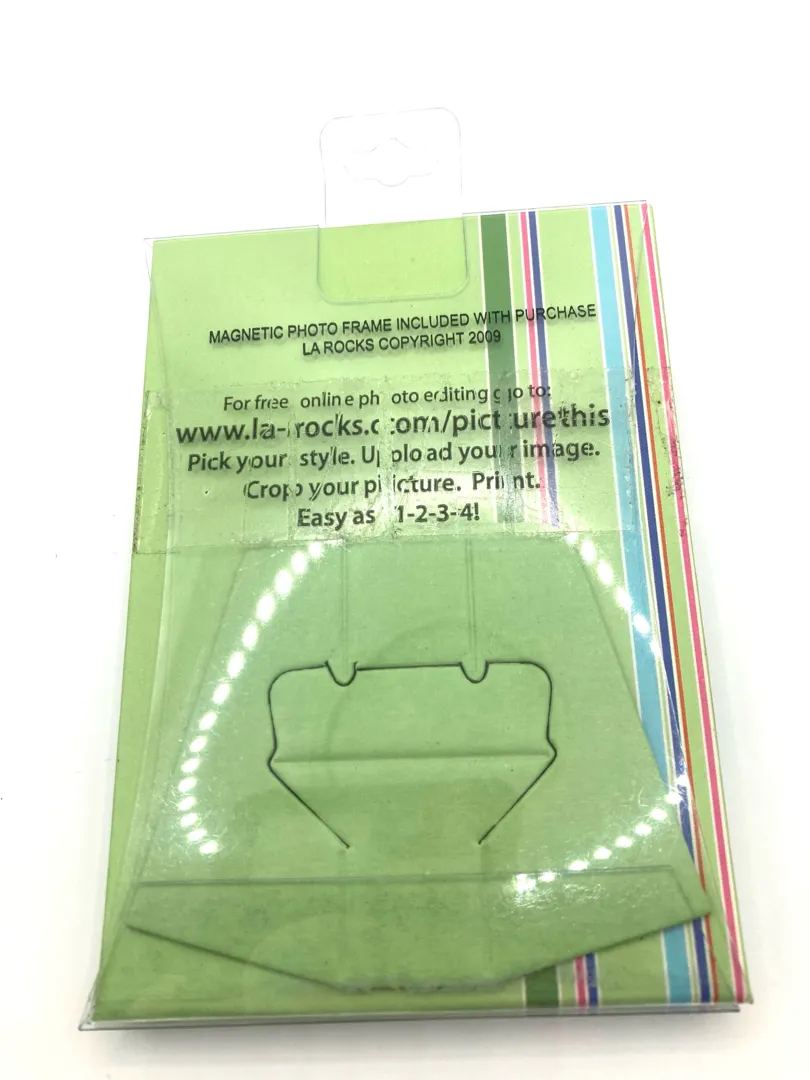 MAGNETIC PHOTO FRAME INCLUDED WITH PURCHASE
LA ROCKS COPYRIGHT 2009
For free online photo editing go to:
www.la-rocks.com/picturethis
Pick your style. Upload your image.
Crop your picture. Print.
Easy as 1-2-3-4!